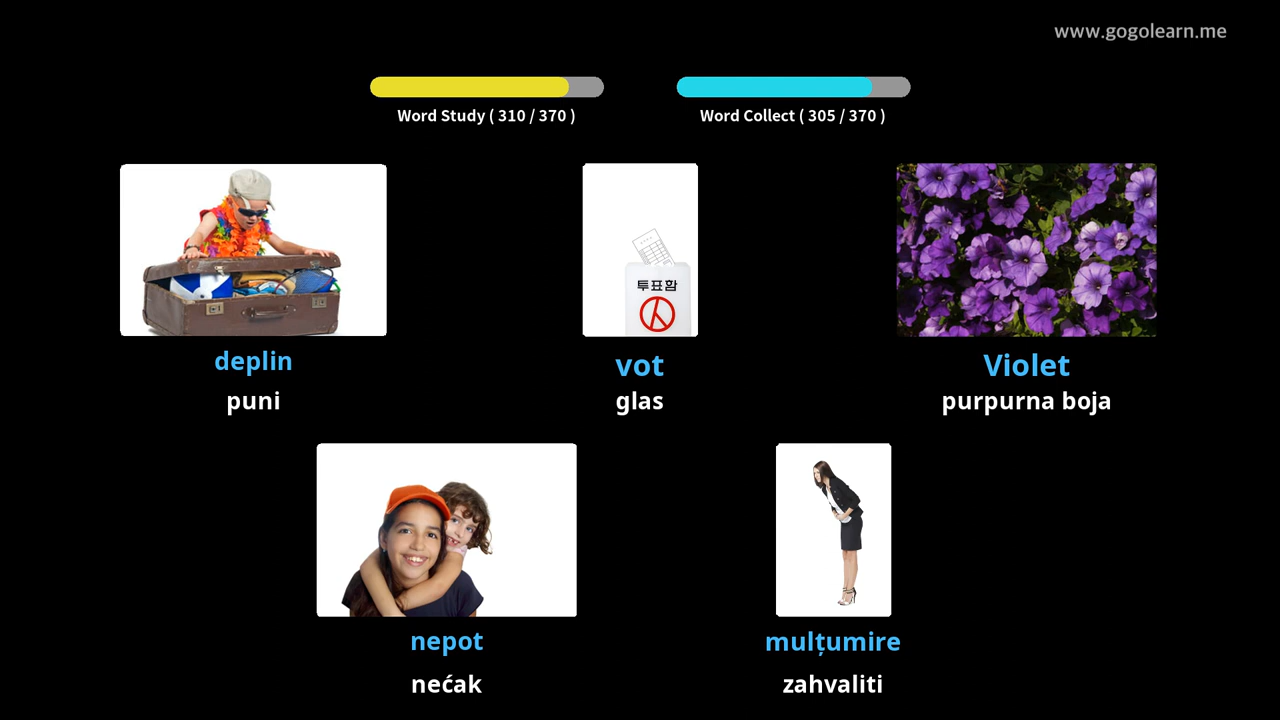 www.gogolearn.me
Word Study ( 310 / 370 )
Word Collect ( 305 / 370 )
투표함
deplin
vot
Violet
puni
glas
purpurna boja
nepot
mulțumire
nećak
zahvaliti